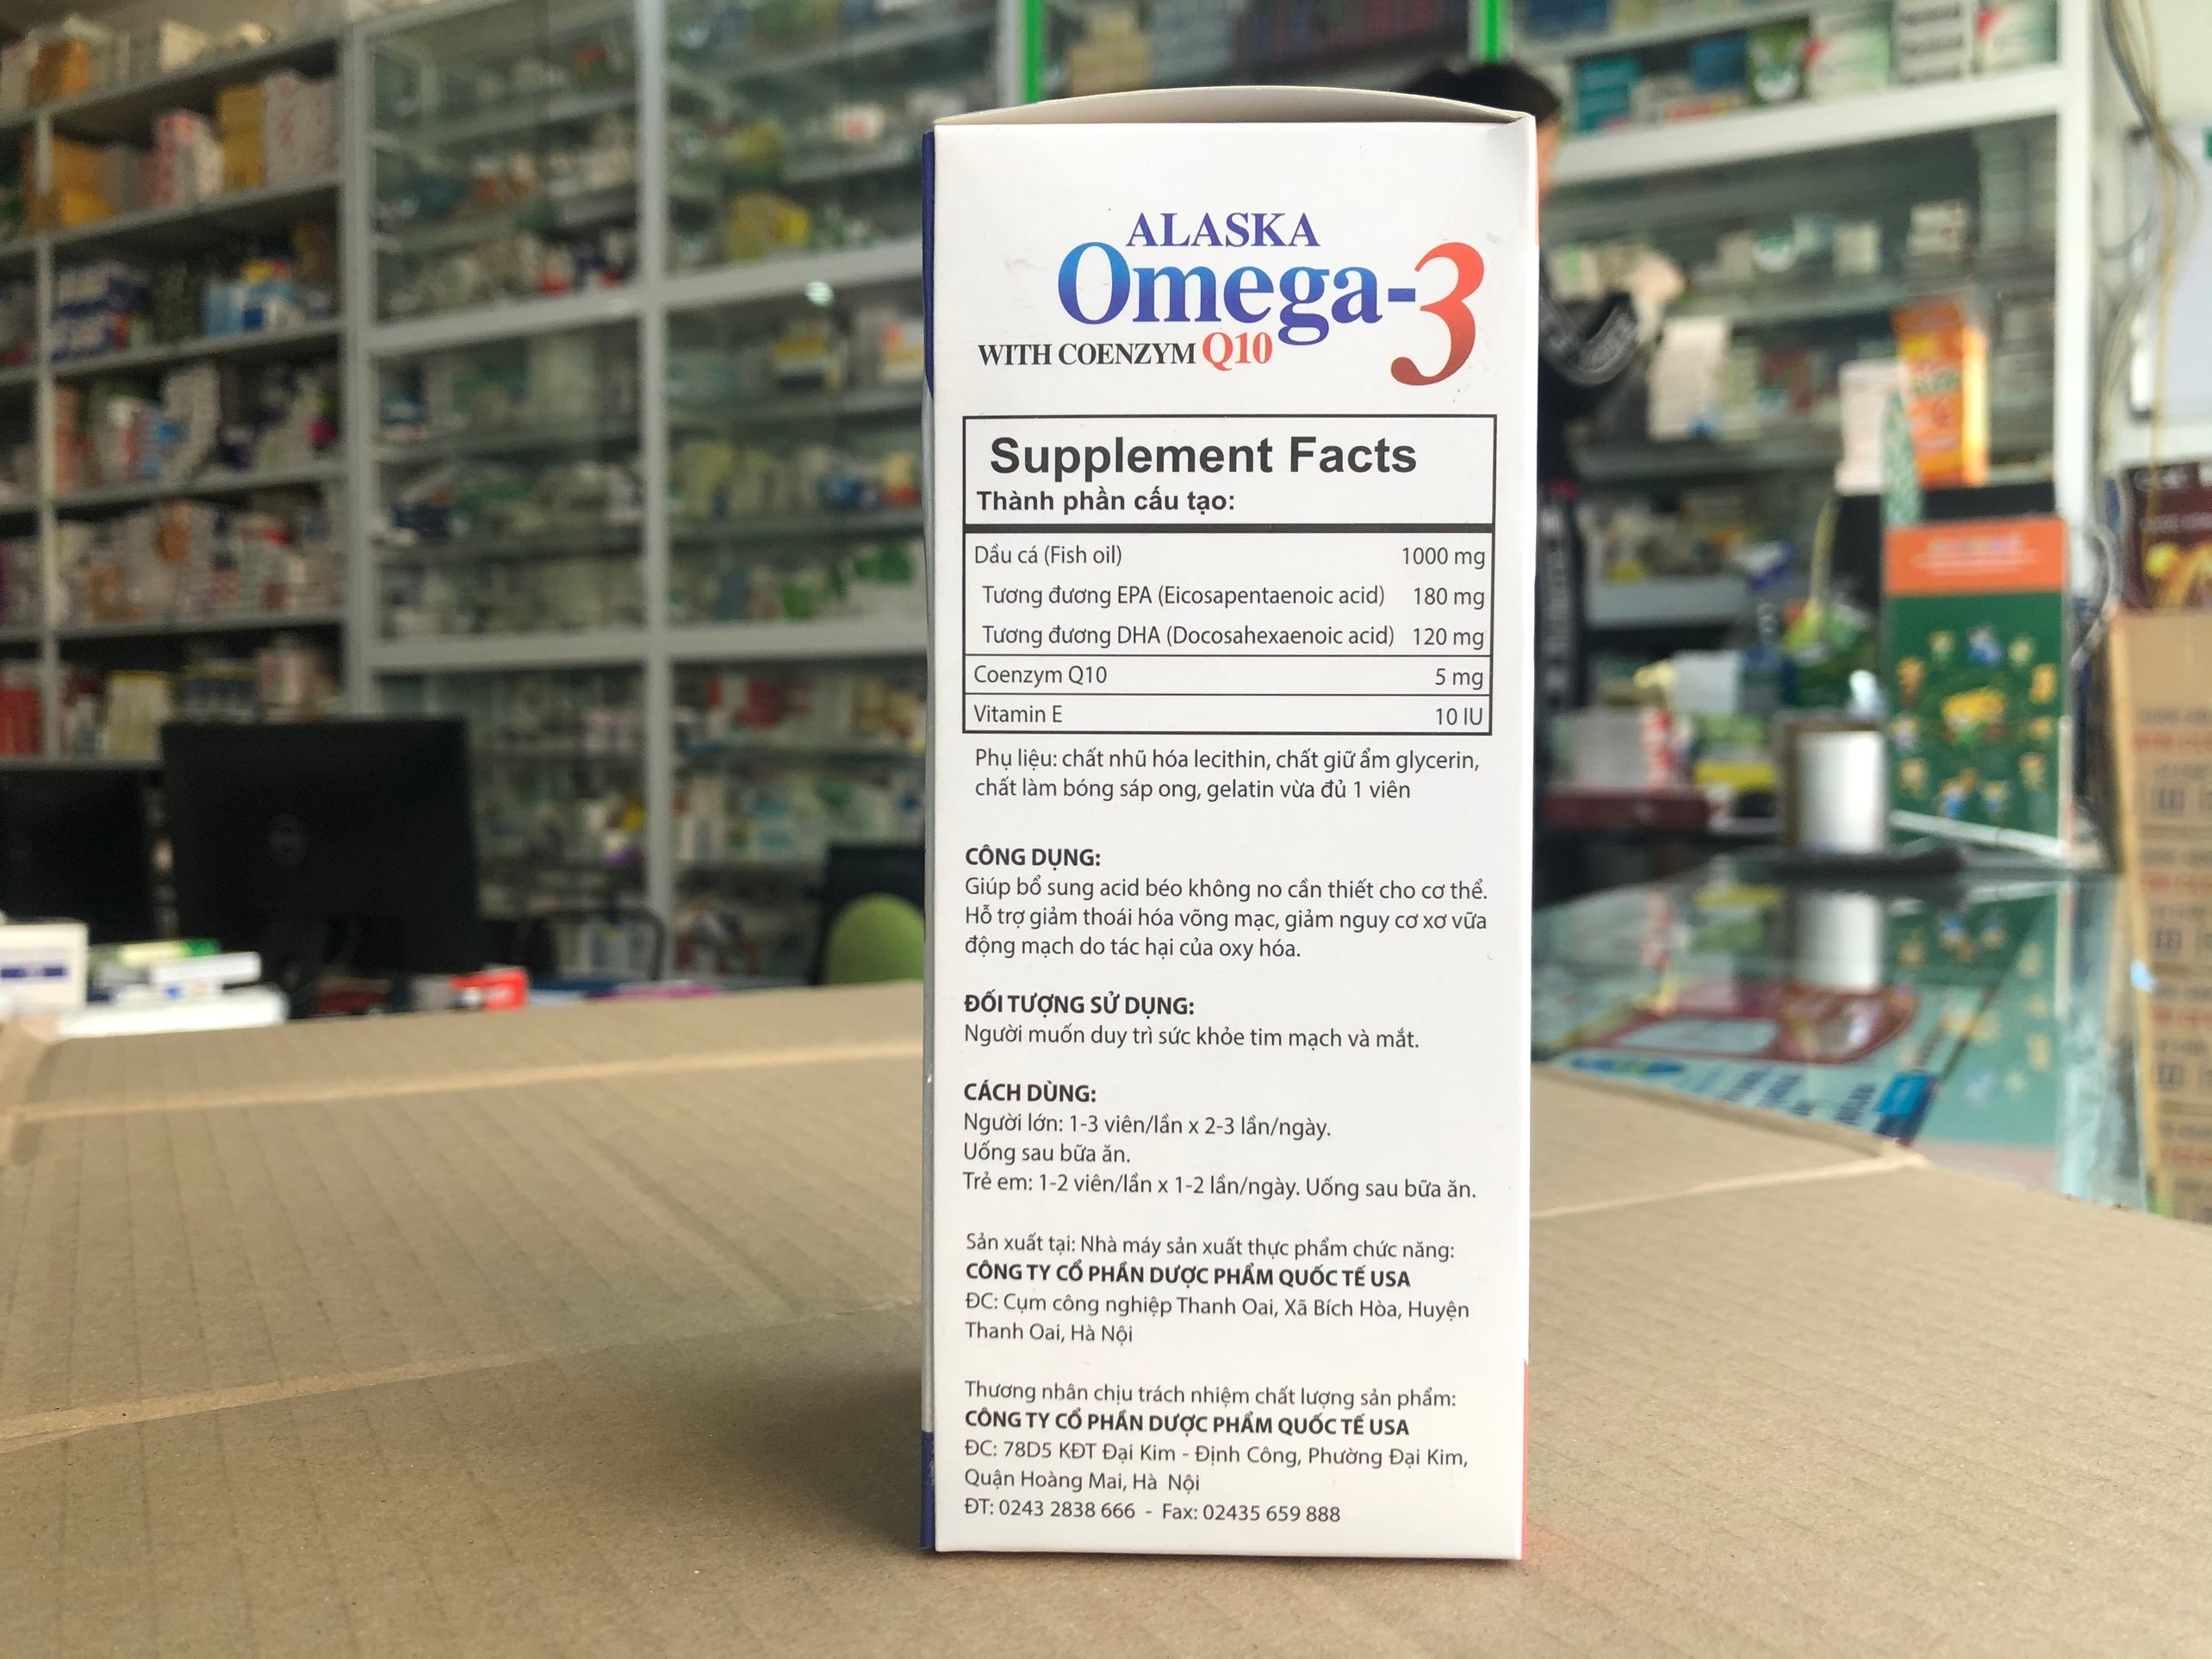 ALASKA
Omega-3
WITH COENZYM Q10
Supplement Facts
Thành phần cấu tạo:
Dầu cá (Fish oil) 1000 mg
Tương đương EPA (Eicosapentaenoic acid) 180 mg
Tương đương DHA (Docosahexaenoic acid) 120 mg
Coenzym Q10 5 mg
Vitamin E 10 IU
Phụ liệu: chất nhũ hóa lecithin, chất giữ ẩm glycerin,
chất làm bóng sáp ong, gelatin vừa đủ 1 viên
CÔNG DỤNG:
Giúp bổ sung acid béo không no cần thiết cho cơ thể.
Hỗ trợ giảm thoái hóa võng mạc, giảm nguy cơ xơ vữa
động mạch do tác hại của oxy hóa.
ĐỐI TƯỢNG SỬ DỤNG:
Người muốn duy trì sức khỏe tim mạch và mắt.
CÁCH DÙNG:
Người lớn: 1-3 viên/lần x 2-3 lần/ngày.
Uống sau bữa ăn.
Trẻ em: 1-2 viên/lần x 1-2 lần/ngày. Uống sau bữa ăn.
Sản xuất tại: Nhà máy sản xuất thực phẩm chức năng:
CÔNG TY CỔ PHẦN DƯỢC PHẨM QUỐC TẾ USA
ĐC: Cụm công nghiệp Thanh Oai, Xã Bích Hòa, Huyện
Thanh Oai, Hà Nội
Thương nhân chịu trách nhiệm chất lượng sản phẩm:
CÔNG TY CỔ PHẦN DƯỢC PHẨM QUỐC TẾ USA
ĐC: 78D5 KĐT Đại Kim - Định Công, Phường Đại Kim,
Quận Hoàng Mai, Hà Nội
ĐT: 0243 2838 666 - Fax: 02435 659 888